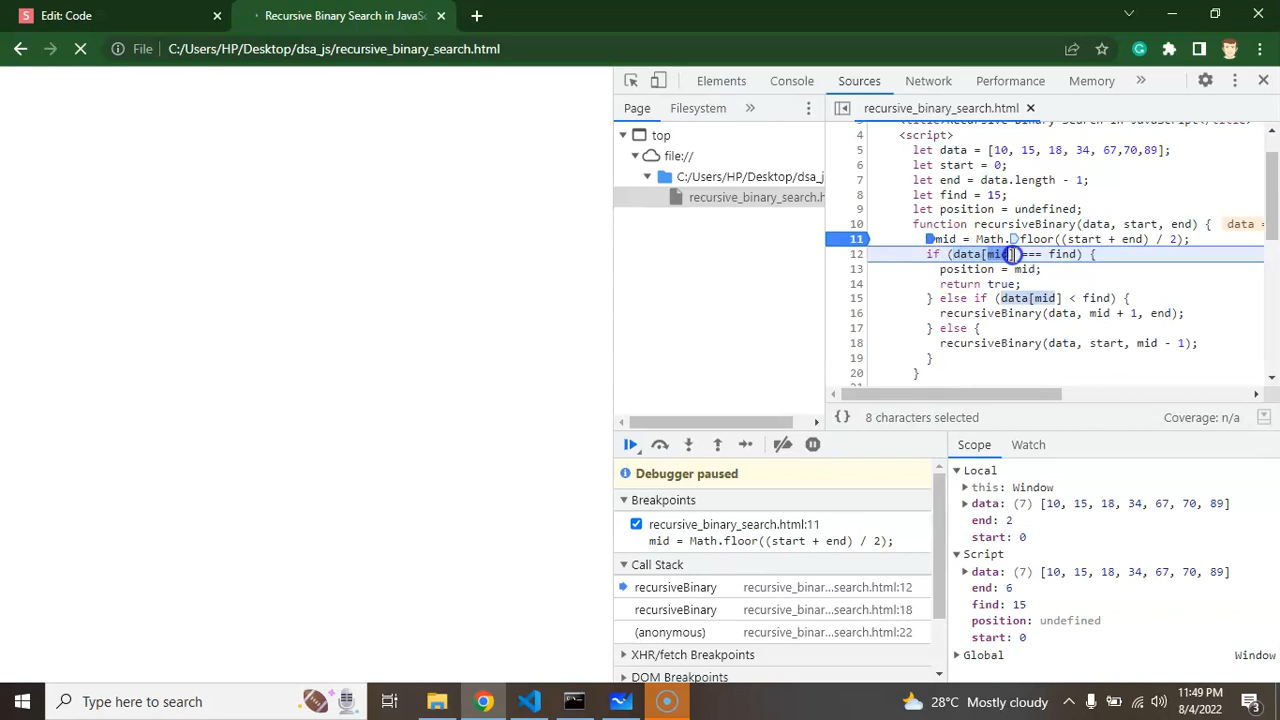 Edit: Code
Recursive Binary Search in JavaSc
File
C:/Users/HP/Desktop/dsa_js/recursive_binary_search.html
Elements
Console
Sources
Network
Performance
Memory
Page
Filesystem
recursive_binary_search.html
top
file://
C:/Users/HP/Desktop/dsa_j
recursive_binary_search.h
4 <script>
5 let data = [10, 15, 18, 34, 67,70,89];
6 let start = 0;
7 let end = data.length - 1;
8 let find = 15;
9 let position = undefined;
10 function recursiveBinary(data, start, end) { data =
11 mid = Math.floor((start + end) / 2);
12 if (data[mid] === find) {
13 position = mid;
14 return true;
15 } else if (data[mid] < find) {
16 recursiveBinary(data, mid + 1, end);
17 } else {
18 recursiveBinary(data, start, mid - 1);
19 }
20 }
{ } 8 characters selected
Coverage: n/a
Debugger paused
Breakpoints
recursive_binary_search.html:11
mid = Math.floor((start + end) / 2);
Call Stack
recursiveBinary recursive_binar...search.html:12
recursiveBinary recursive_binar...search.html:18
(anonymous) recursive_binar...search.html:22
XHR/fetch Breakpoints
DOM Breakpoints
Scope
Watch
Local
this: Window
data: (7) [10, 15, 18, 34, 67, 70, 89]
end: 2
start: 0
Script
data: (7) [10, 15, 18, 34, 67, 70, 89]
end: 6
find: 15
position: undefined
start: 0
Global Window
Type here to search
28°C Mostly cloudy
11:49 PM
8/4/2022
3